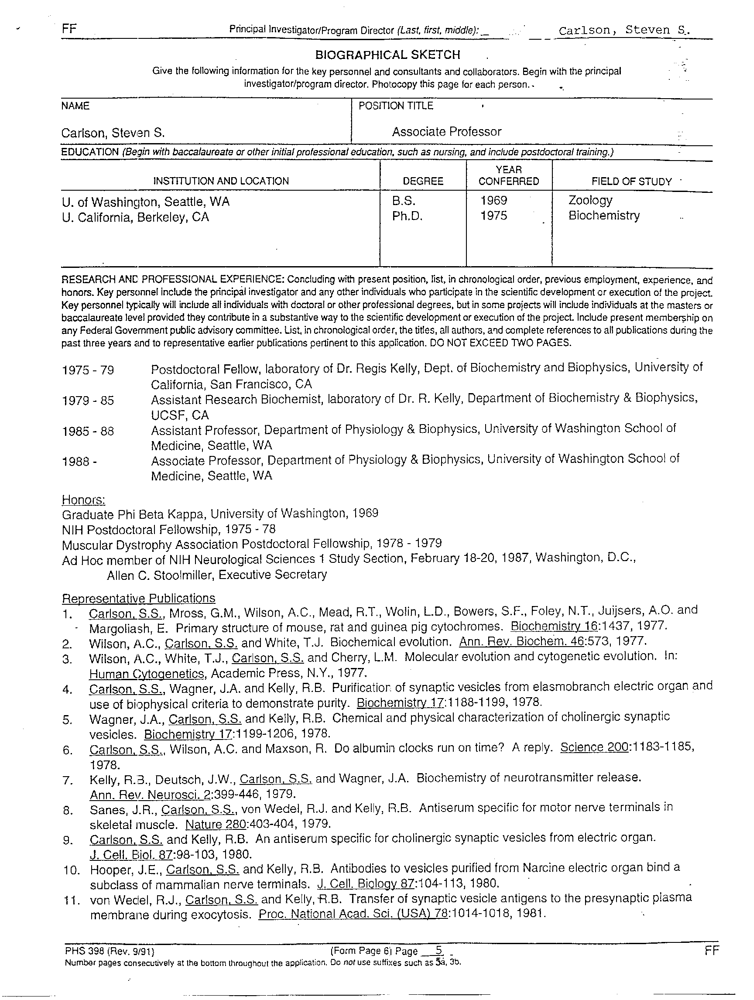 FF Principal Investigator/Program Director (Last, first, middle): Carlson, Steven S.
BIOGRAPHICAL SKETCH
Give the following information for the key personnel and consultants and collaborators. Begin with the principal
investigator/program director. Photocopy this page for each person.
NAME POSITION TITLE
Carlson, Steven S. Associate Professor
EDUCATION (Begin with baccalaureate or other initial professional education, such as nursing, and include postdoctoral training.)
INSTITUTION AND LOCATION DEGREE YEAR CONFERRED FIELD OF STUDY
U. of Washington, Seattle, WA B.S. 1969 Zoology
U. California, Berkeley, CA Ph.D. 1975 Biochemistry
RESEARCH AND PROFESSIONAL EXPERIENCE: Concluding with present position, list, in chronological order, previous employment, experience, and
honors. Key personnel include the principal investigator and any other individuals who participate in the scientific development or execution of the project.
Key personnel typically will include all individuals with doctoral or other professional degrees, but in some projects will include individuals at the masters or
baccalaureate level provided they contribute in a substantive way to the scientific development or execution of the project. Include present membership on
any Federal Government public advisory committee. List, in chronological order, the titles, all authors, and complete references to all publications during the
past three years and to representative earlier publications pertinent to this application. DO NOT EXCEED TWO PAGES.
1975 - 79 Postdoctoral Fellow, laboratory of Dr. Regis Kelly, Dept. of Biochemistry and Biophysics, University of
California, San Francisco, CA
1979 - 85 Assistant Research Biochemist, laboratory of Dr. R. Kelly, Department of Biochemistry & Biophysics,
UCSF, CA
1985 - 88 Assistant Professor, Department of Physiology & Biophysics, University of Washington School of
Medicine, Seattle, WA
1988 - Associate Professor, Department of Physiology & Biophysics, University of Washington School of
Medicine, Seattle, WA
Honors:
Graduate Phi Beta Kappa, University of Washington, 1969
NIH Postdoctoral Fellowship, 1975 - 78
Muscular Dystrophy Association Postdoctoral Fellowship, 1978 - 1979
Ad Hoc member of NIH Neurological Sciences 1 Study Section, February 18-20, 1987, Washington, D.C.,
Allen C. Stoolmiller, Executive Secretary
Representative Publications
1. Carlson, S.S., Mross, G.M., Wilson, A.C., Mead, R.T., Wolin, L.D., Bowers, S.F., Foley, N.T., Juijsers, A.O. and
Margoliash, E. Primary structure of mouse, rat and guinea pig cytochromes. Biochemistry 16:1437, 1977.
2. Wilson, A.C., Carlson, S.S. and White, T.J. Biochemical evolution. Ann. Rev. Biochem. 46:573, 1977.
3. Wilson, A.C., White, T.J., Carlson, S.S. and Cherry, L.M. Molecular evolution and cytogenetic evolution. In:
Human Cytogenetics, Academic Press, N.Y., 1977.
4. Carlson, S.S., Wagner, J.A. and Kelly, R.B. Purification of synaptic vesicles from elasmobranch electric organ and
use of biophysical criteria to demonstrate purity. Biochemistry 17:1188-1199, 1978.
5. Wagner, J.A., Carlson, S.S. and Kelly, R.B. Chemical and physical characterization of cholinergic synaptic
vesicles. Biochemistry 17:1199-1206, 1978.
6. Carlson, S.S., Wilson, A.C. and Maxson, R. Do albumin clocks run on time? A reply. Science 200:1183-1185,
1978.
7. Kelly, R.B., Deutsch, J.W., Carlson, S.S. and Wagner, J.A. Biochemistry of neurotransmitter release.
Ann. Rev. Neurosci. 2:399-446, 1979.
8. Sanes, J.R., Carlson, S.S., von Wedel, R.J. and Kelly, R.B. Antiserum specific for motor nerve terminals in
skeletal muscle. Nature 280:403-404, 1979.
9. Carlson, S.S. and Kelly, R.B. An antiserum specific for cholinergic synaptic vesicles from electric organ.
J. Cell. Biol. 87:98-103, 1980.
10. Hooper, J.E., Carlson, S.S. and Kelly, R.B. Antibodies to vesicles purified from Narcine electric organ bind a
subclass of mammalian nerve terminals. J. Cell. Biology 87:104-113, 1980.
11. von Wedel, R.J., Carlson, S.S. and Kelly, R.B. Transfer of synaptic vesicle antigens to the presynaptic plasma
membrane during exocytosis. Proc. National Acad. Sci. (USA) 78:1014-1018, 1981.
PHS 398 (Rev. 9/91) (Form Page 6) Page 5 FF
Number pages consecutively at the bottom throughout the application. Do not use suffixes such as 3a, 3b.